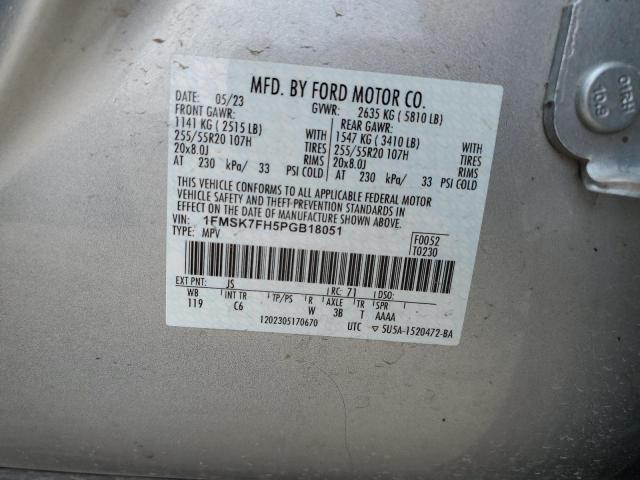 MFD. BY FORD MOTOR CO.
DATE: 05/23 GVWR: 2635 KG ( 5810 LB)
FRONT GAWR: REAR GAWR:
1141 KG ( 2515 LB) WITH 1547 KG ( 3410 LB) WITH
255/55R20 107H TIRES 255/55R20 107H TIRES
20x8.0J RIMS 20x8.0J RIMS
AT 230 kPa/ 33 PSI COLD AT 230 kPa/ 33 PSI COLD
THIS VEHICLE CONFORMS TO ALL APPLICABLE FEDERAL MOTOR
VEHICLE SAFETY AND THEFT PREVENTION STANDARDS IN
EFFECT ON THE DATE OF MANUFACTURE SHOWN ABOVE.
VIN: 1FMSK7FH5PGB18051
TYPE: MPV
F0052
T0230
EXT PNT: JS RC: 71 DSO:
WB INT TR TP/PS R AXLE TR SPR
119 C6 W 3B T AAAA
1202305170670 UTC 5U5A-1520472-BA